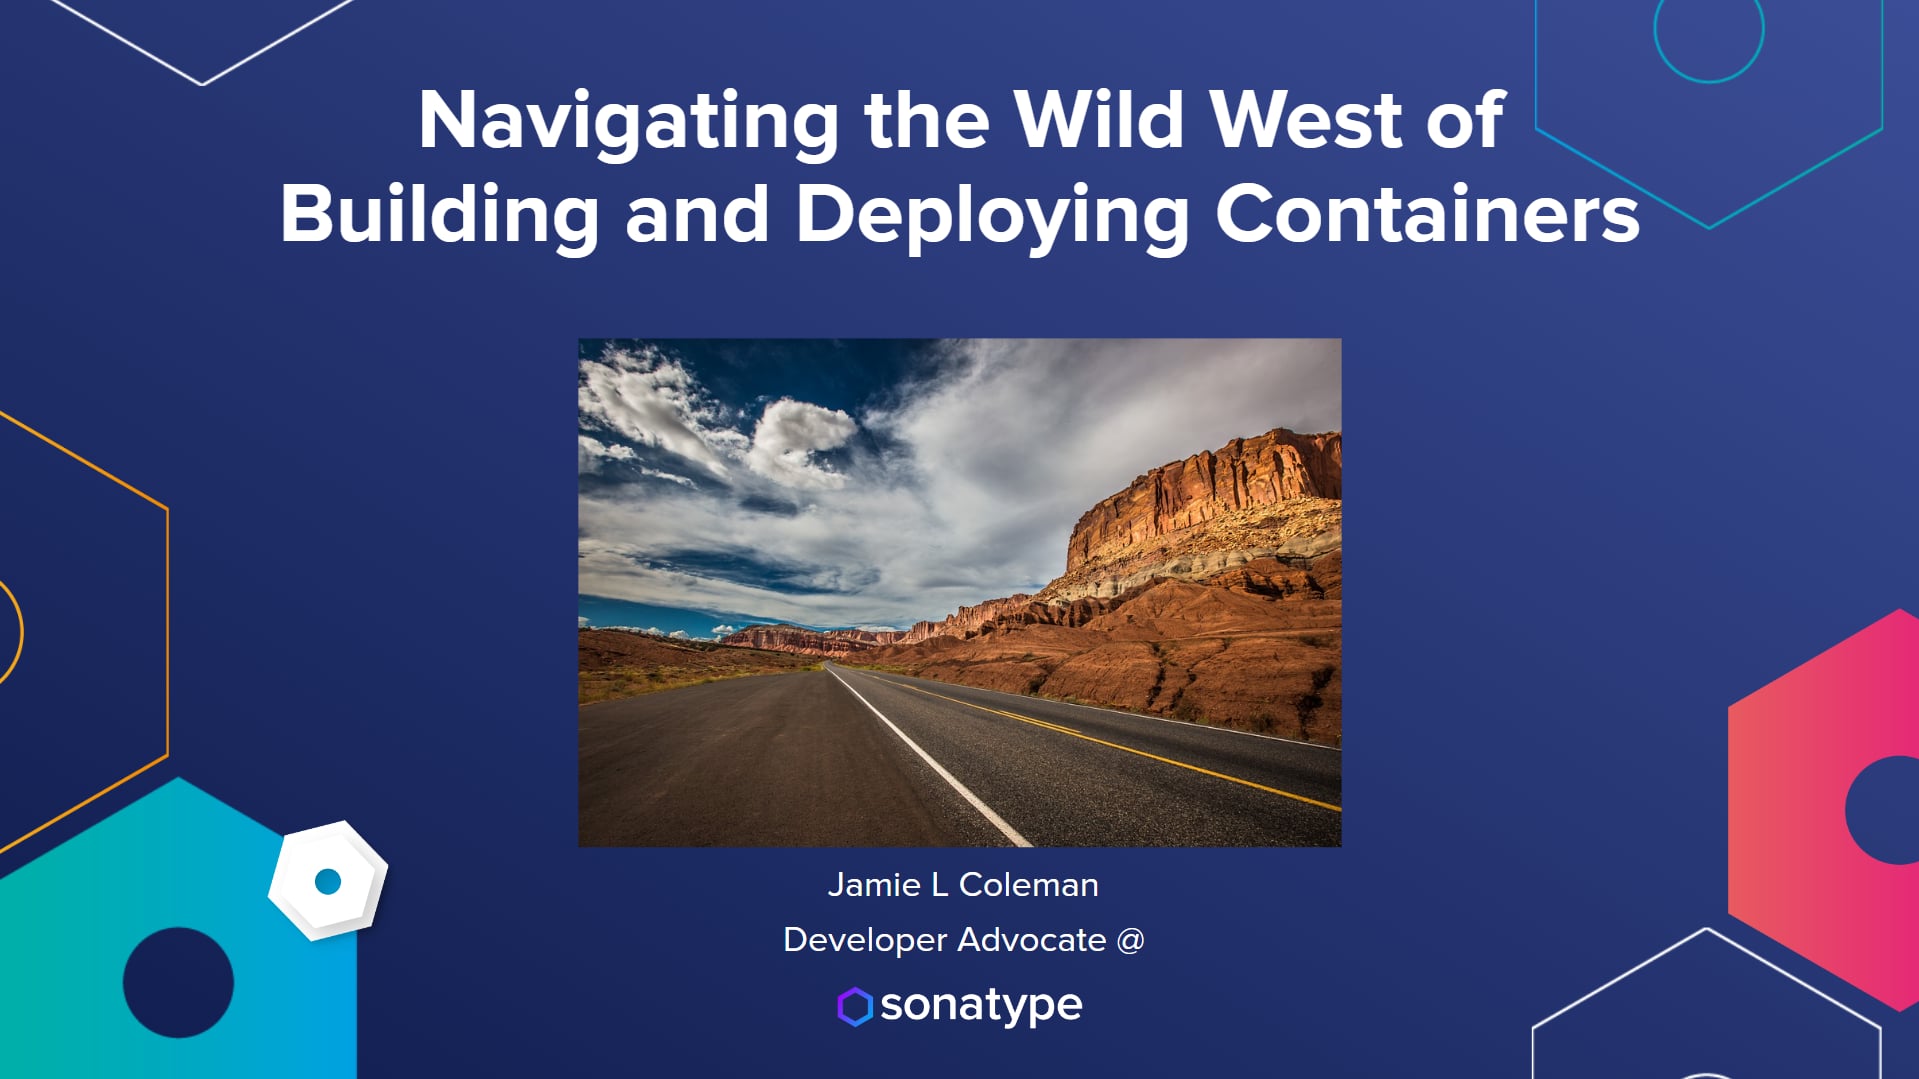 Navigating the Wild West of
Building and Deploying Containers
Jamie L Coleman
Developer Advocate @
sonatype